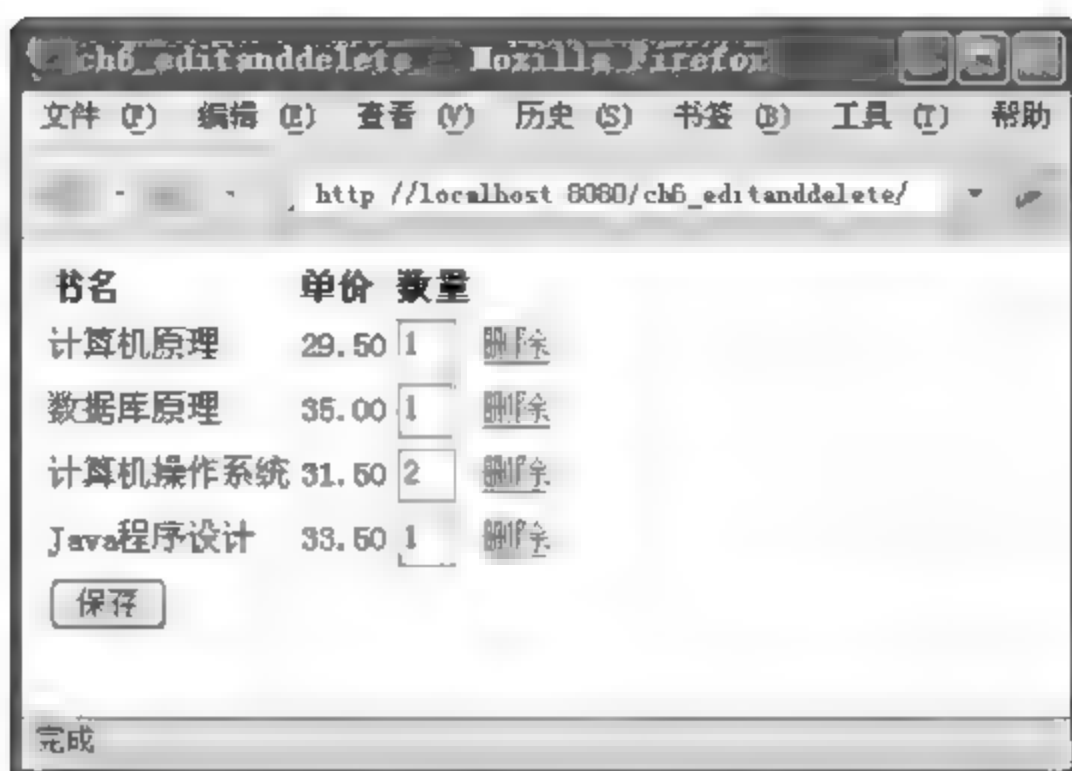 ch6_editanddelete - Mozilla Firefox
文件 (F) 编辑 (E) 查看 (V) 历史 (S) 书签 (B) 工具 (T) 帮助
http //localhost 8080/ch6_editanddelete/
书名 单价 数量
计算机原理 29.50 1 删除
数据库原理 35.00 1 删除
计算机操作系统 31.50 2 删除
Java程序设计 33.50 1 删除
保存
完成